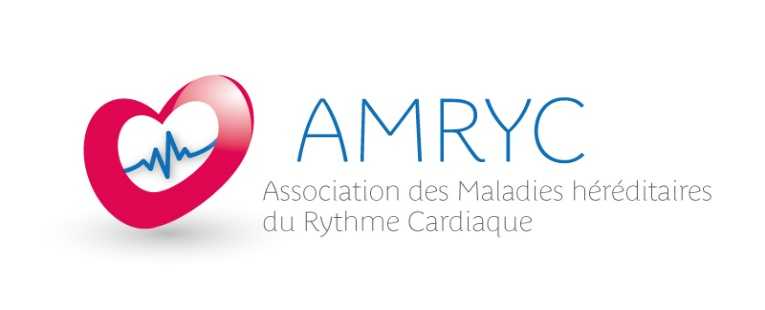 AMRYC
Association des Maladies héréditaires
du Rythme Cardiaque